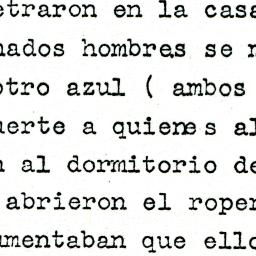 etraron en la casa
nados hombres se n
otro azul ( ambos
uerte a quienes al
n al dormitorio de
abrieron el roper
umentaban que ello